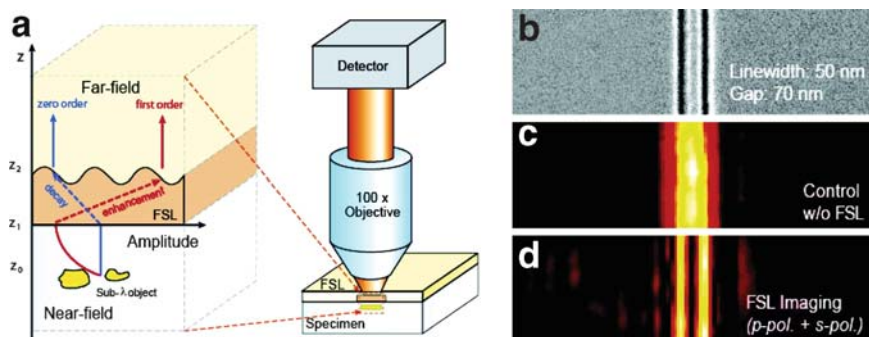 a
z
Far-field
zero order
first order
z2
decay
enhancement
FSL
z1
Amplitude
z0
Sub-λ object
Near-field
Detector
100 x
Objective
FSL
Specimen
b
Linewidth: 50 nm
Gap: 70 nm
c
Control
w/o FSL
d
FSL Imaging
(p-pol. + s-pol.)